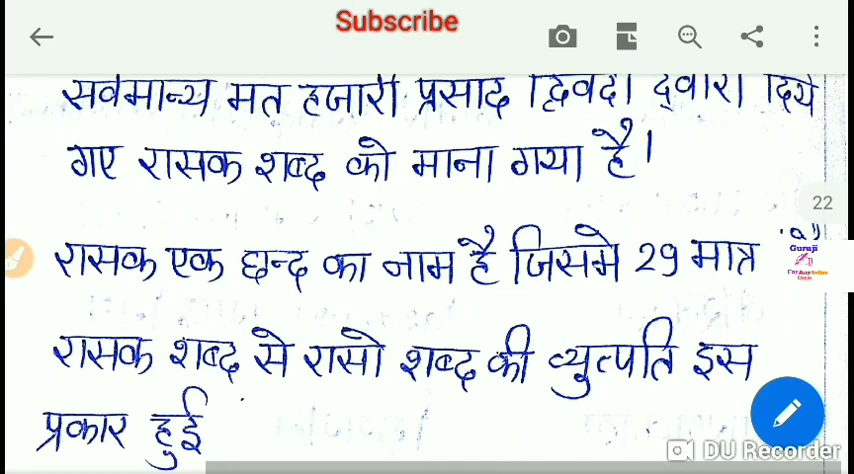 Subscribe
सर्वमान्य मत हजारी प्रसाद द्विवेदी द्वारा दिये
गए रासक शब्द को माना गया है।
22
रासक एक छन्द का नाम है जिसमे 29 मात्र
Guruji
रासक शब्द से रासो शब्द की व्युत्पति इस
प्रकार हुई
DU Recorder